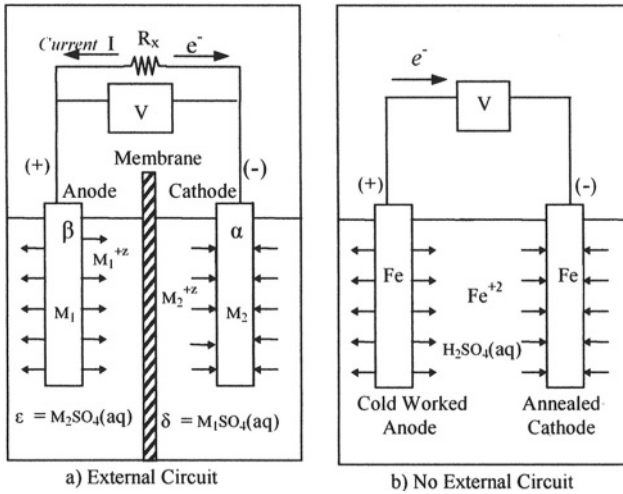 Current I
Rₓ
e⁻
V
Membrane
(+)
(-)
Anode
Cathode
β
α
M₁⁺ᶻ
M₂⁺ᶻ
M₁
M₂
ε = M₂SO₄(aq)
δ = M₁SO₄(aq)
a) External Circuit
e⁻
V
(+)
(-)
Fe
Fe⁺²
Fe
H₂SO₄(aq)
Cold Worked
Anode
Annealed
Cathode
b) No External Circuit